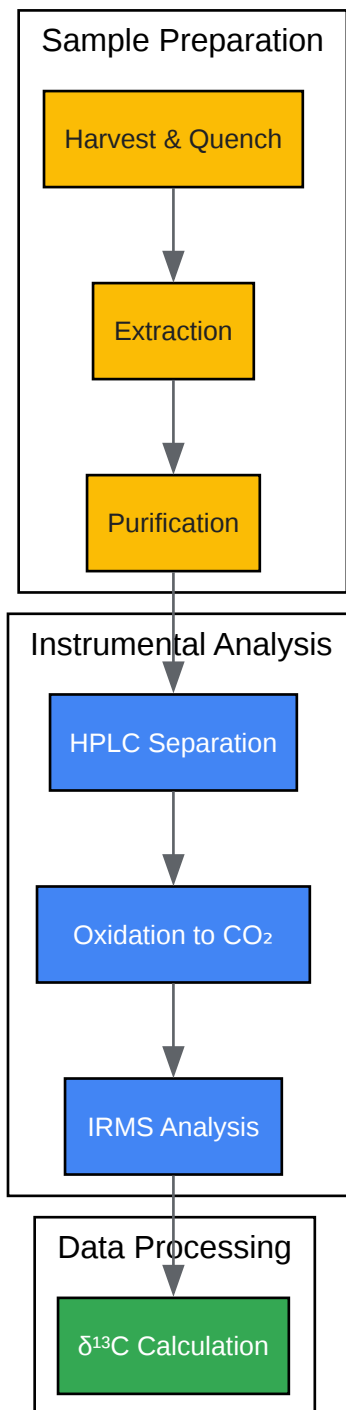 Sample Preparation
Harvest & Quench
Extraction
Purification
Instrumental Analysis
HPLC Separation
Oxidation to CO₂
IRMS Analysis
Data Processing
δ¹³C Calculation